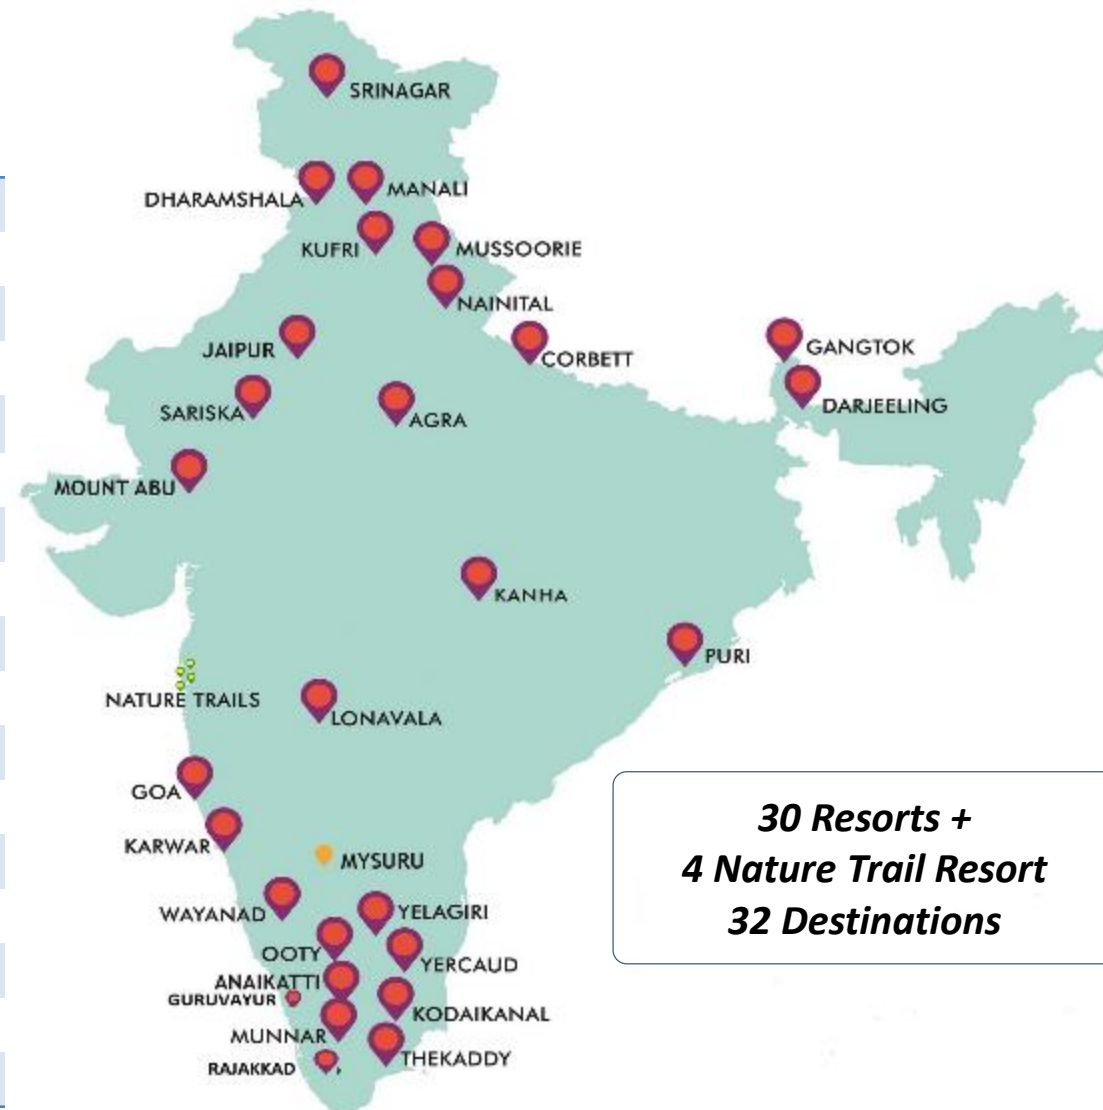 SRINAGAR
DHARAMSHALA
MANALI
KUFRI
MUSSOORIE
NAINITAL
JAIPUR
CORBETT
GANGTOK
SARISKA
AGRA
DARJEELING
MOUNT ABU
KANHA
PURI
NATURE TRAILS
LONAVALA
GOA
KARWAR
MYSURU
30 Resorts +
4 Nature Trail Resort
32 Destinations
WAYANAD
YELAGIRI
OOTY
YERCAUD
ANAIKATTI
GURUVAYUR
KODAIKANAL
MUNNAR
THEKADDY
RAJAKKAD